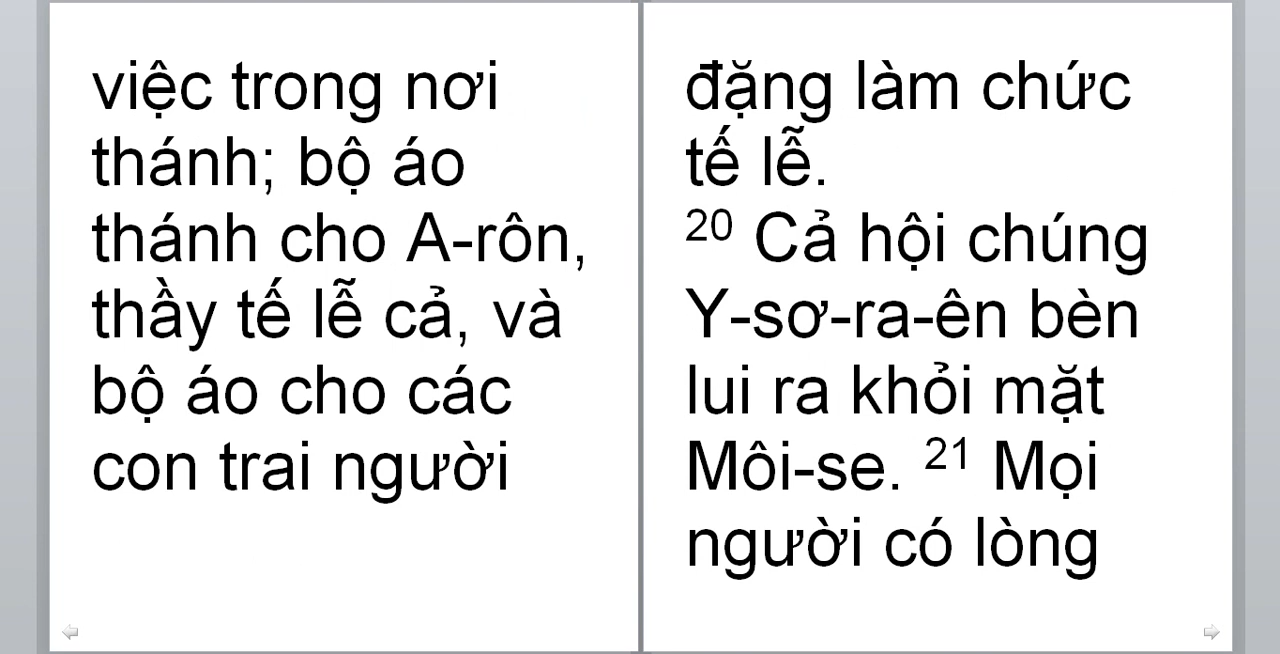 việc trong nơi
thánh; bộ áo
thánh cho A-rôn,
thầy tế lễ cả, và
bộ áo cho các
con trai người
đặng làm chức
tế lễ.
20 Cả hội chúng
Y-sơ-ra-ên bèn
lui ra khỏi mặt
Môi-se. 21 Mọi
người có lòng